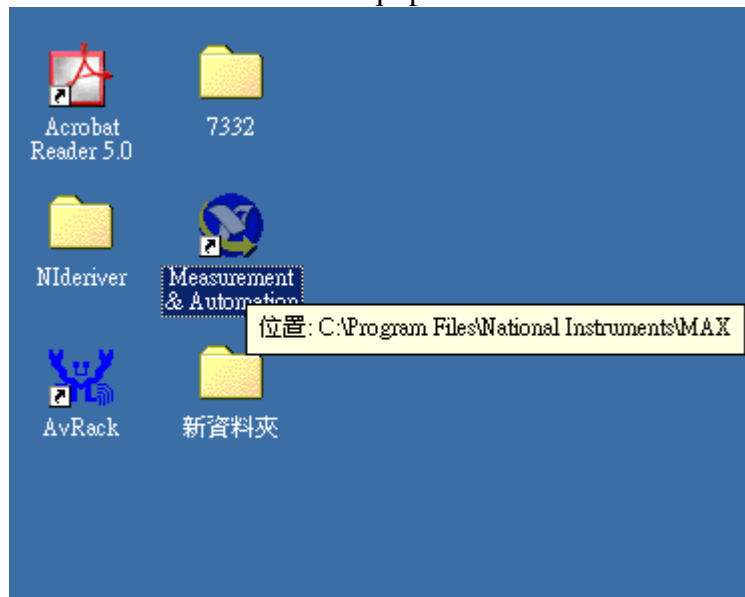 Acrobat
Reader 5.0
7332
NIderiver
Measurement
& Automation
位置: C:\Program Files\National Instruments\MAX
AvRack
新資料夾